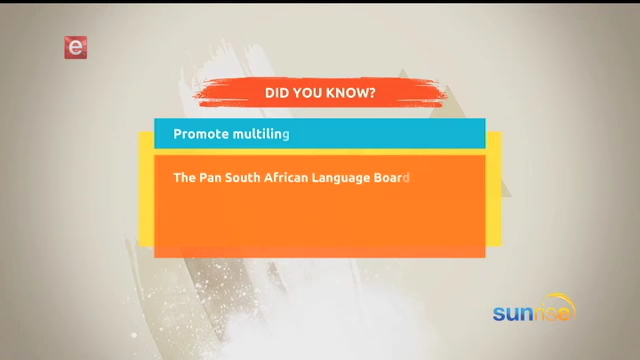 e
DID YOU KNOW?
Promote multiling
The Pan South African Language Board
sunrise